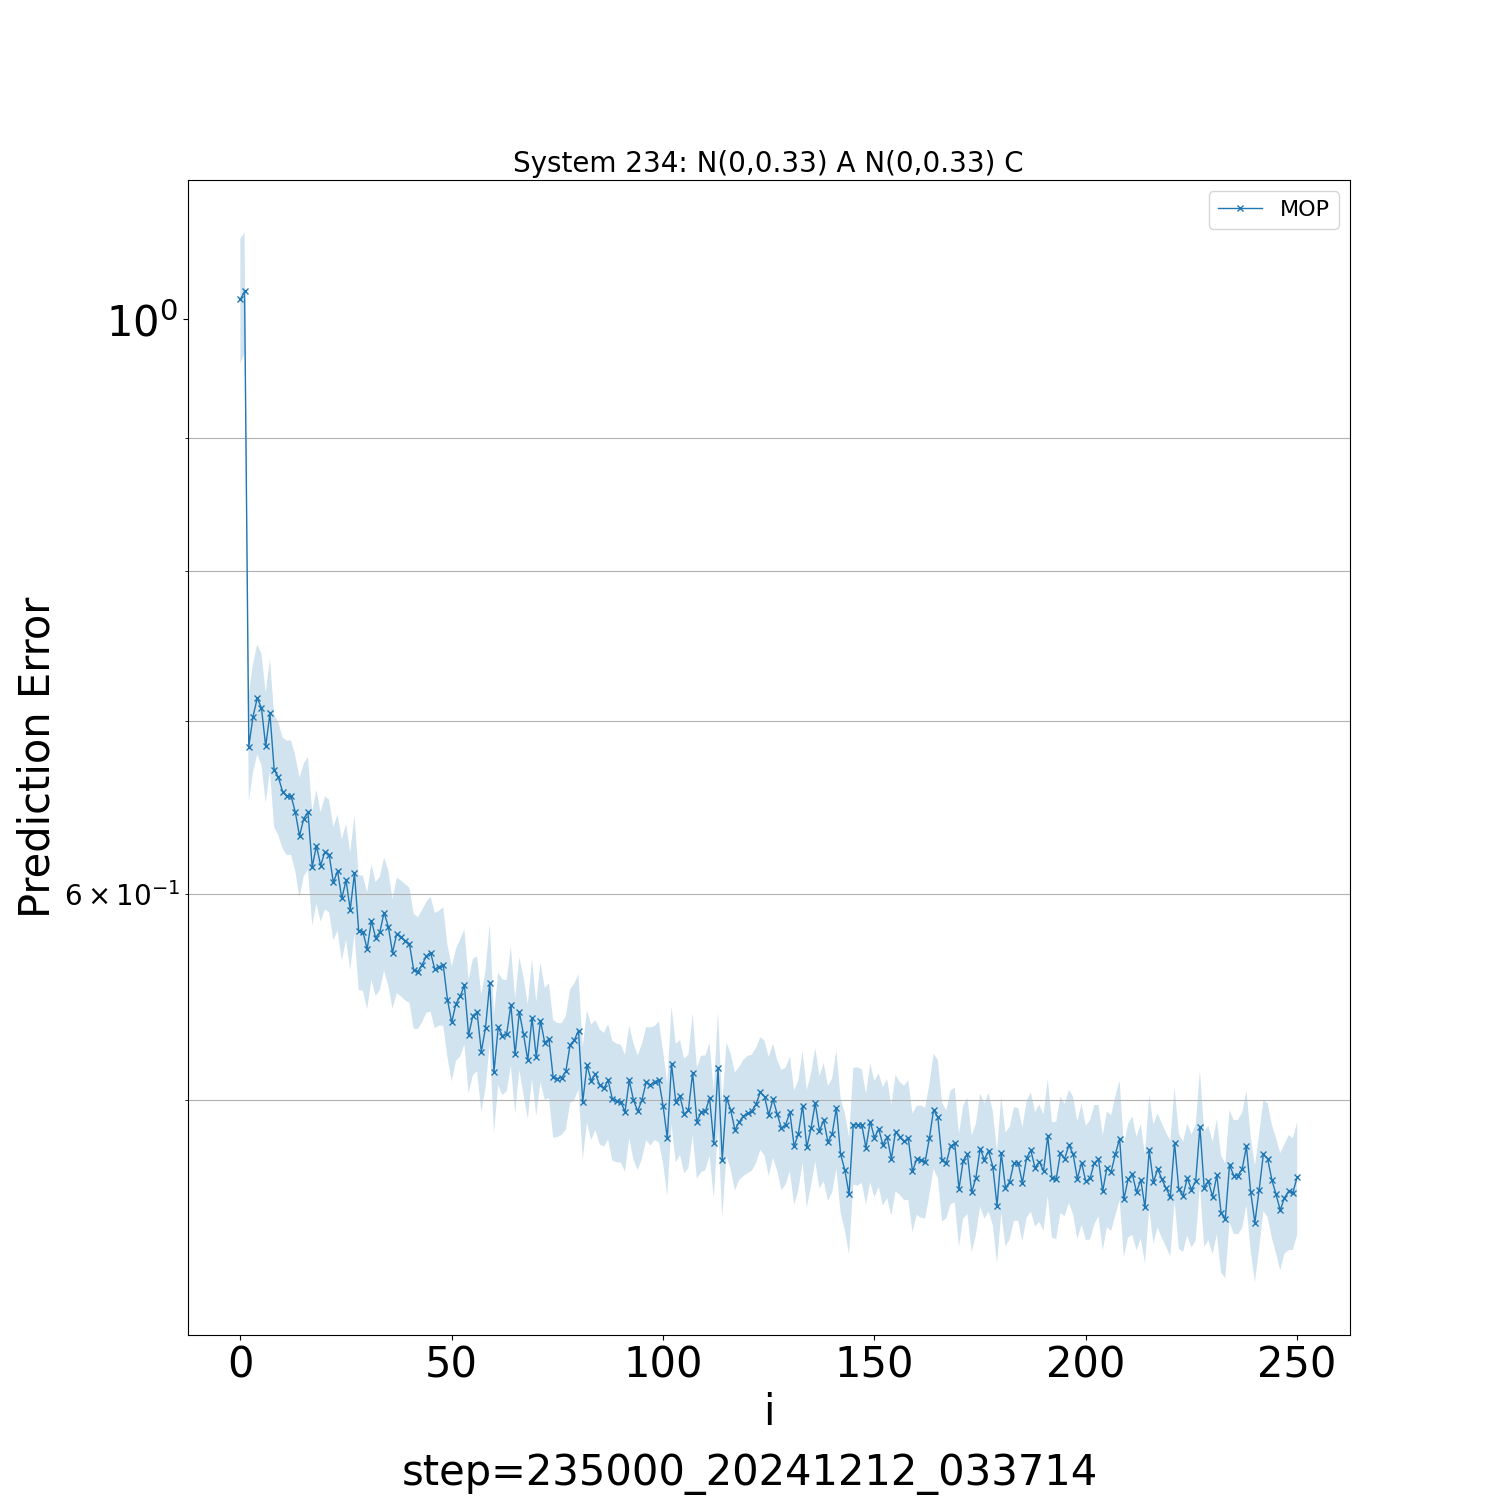 System 234: N(0,0.33) A N(0,0.33) C
MOP
10⁰
6 × 10⁻¹
Prediction Error
0 50 100 150 200 250
i
step=235000_20241212_033714